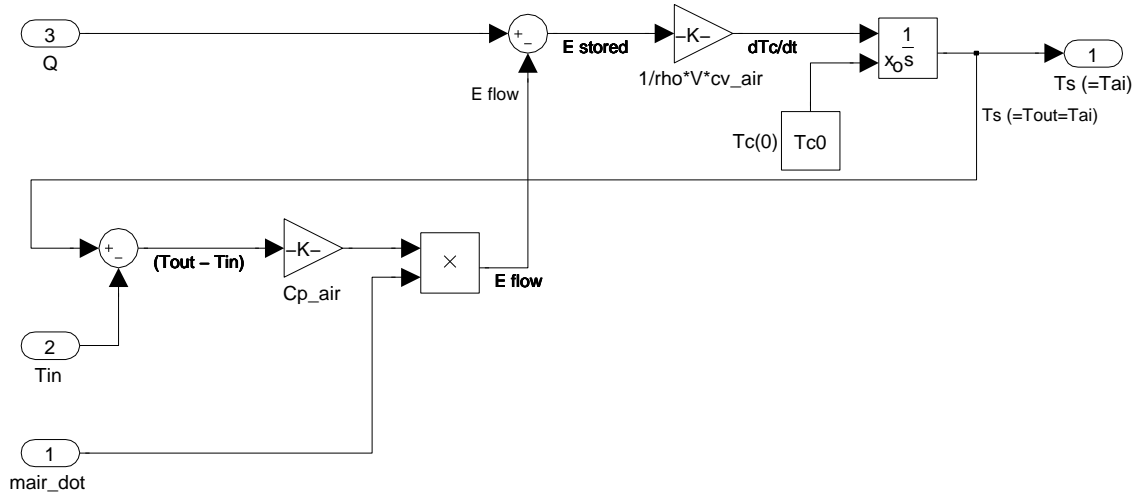 3
Q
+
–
E stored
–K–
1/rho*V*cv_air
dTc/dt
1
s
xo
1
Ts (=Tai)
E flow
Tc(0)
Tc0
Ts (=Tout=Tai)
+
–
(Tout – Tin)
–K–
Cp_air
×
E flow
2
Tin
1
mair_dot